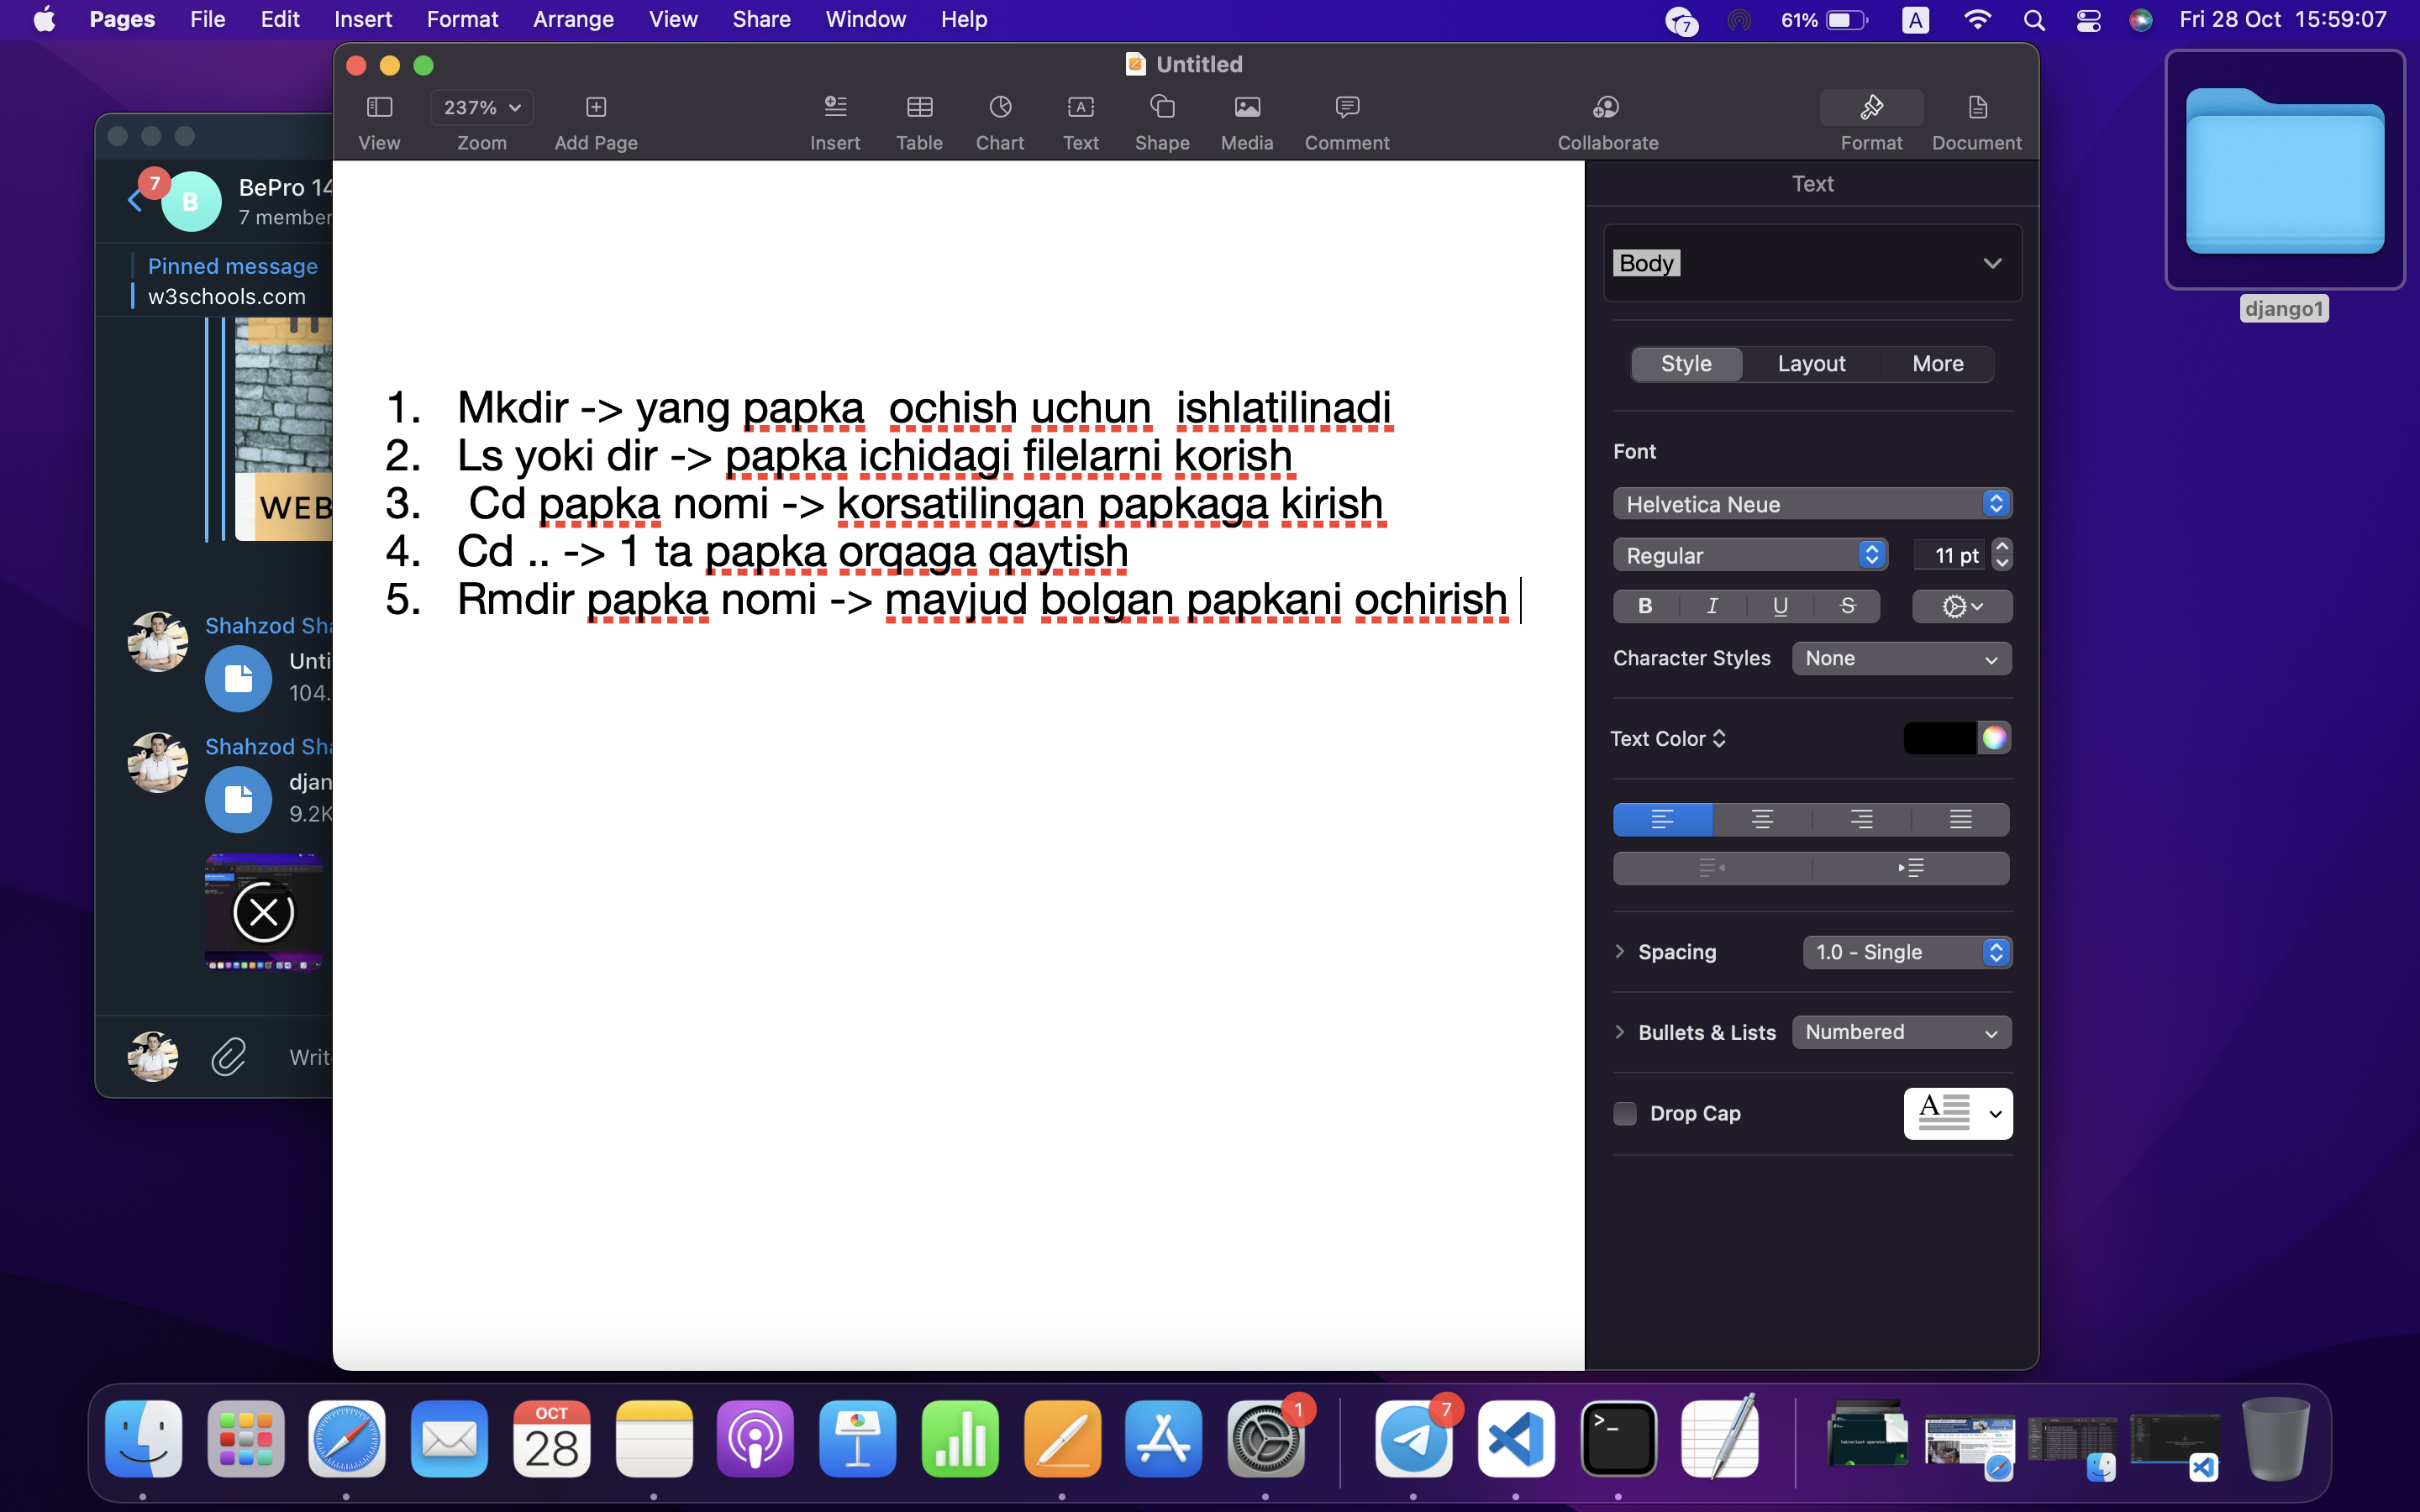 Pages File Edit Insert Format Arrange View Share Window Help
7 61% A Fri 28 Oct 15:59:07
Untitled
237%
View Zoom Add Page Insert Table Chart Text Shape Media Comment Collaborate Format Document
7
B
BePro 14
7 member
Pinned message
w3schools.com
WEB
Shahzod Sha
Unti
104.
Shahzod Sha
djan
9.2K
Writ
1. Mkdir -> yang papka  ochish uchun  ishlatilinadi
2. Ls yoki dir -> papka ichidagi filelarni korish
3. Cd papka nomi -> korsatilingan papkaga kirish
4. Cd .. -> 1 ta papka orqaga qaytish
5. Rmdir papka nomi -> mavjud bolgan papkani ochirish
Text
Body
Style Layout More
Font
Helvetica Neue
Regular 11 pt
B I U S
Character Styles None
Text Color
Spacing 1.0 - Single
Bullets & Lists Numbered
Drop Cap A
django1
OCT
28
1
7